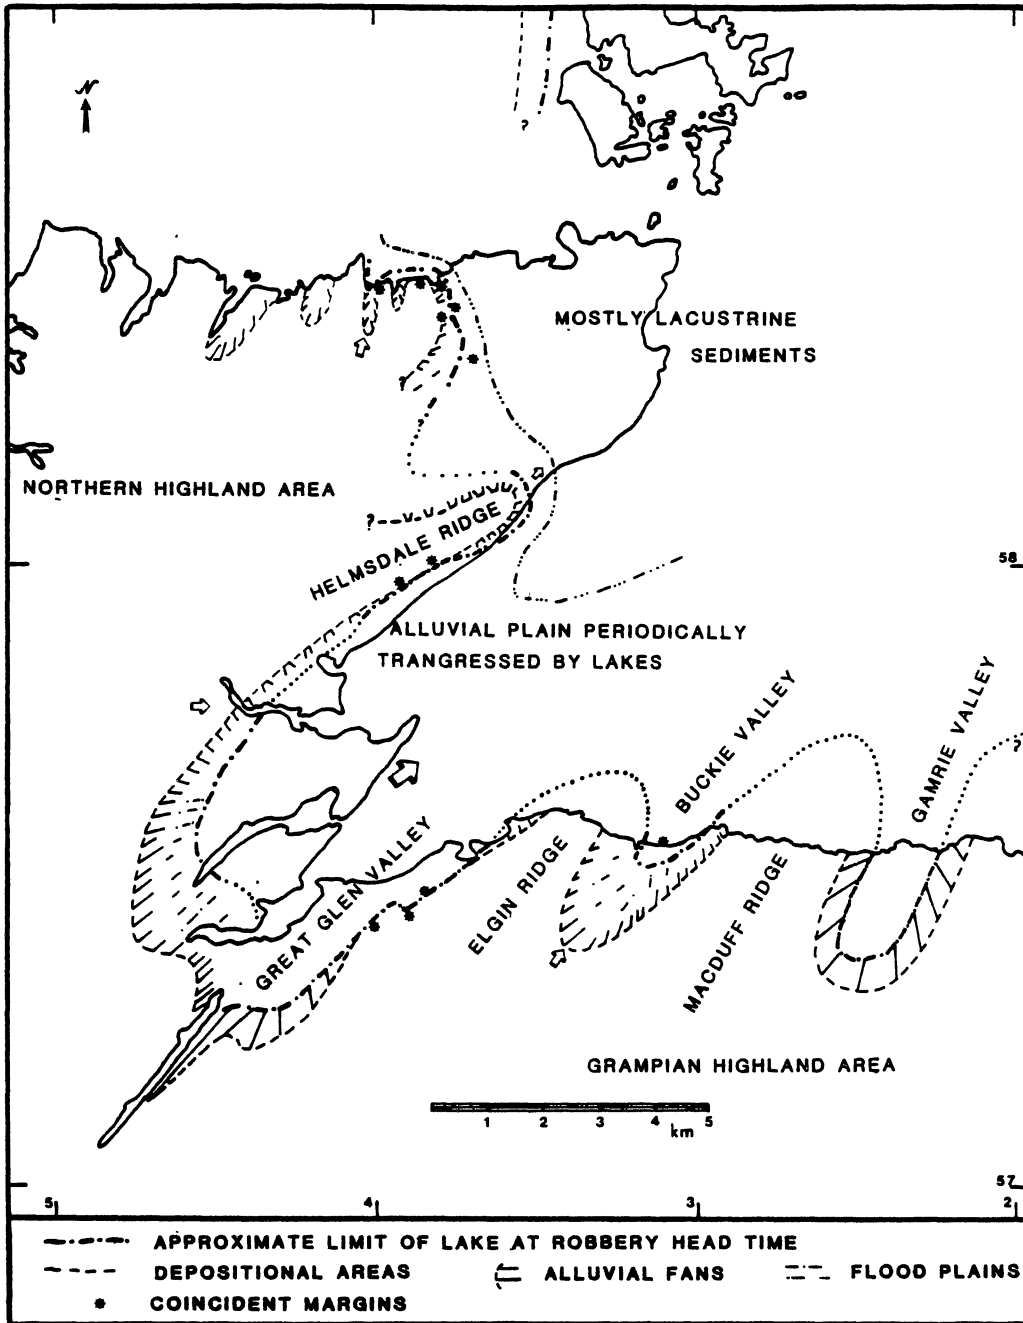 N
?
MOSTLY LACUSTRINE
SEDIMENTS
?
NORTHERN HIGHLAND AREA
?
HELMSDALE RIDGE
58
ALLUVIAL PLAIN PERIODICALLY
TRANGRESSED BY LAKES
BUCKIE VALLEY
GAMRIE VALLEY
?
GREAT GLEN VALLEY
ELGIN RIDGE
MACDUFF RIDGE
GRAMPIAN HIGHLAND AREA
1 2 3 4 km 5
57
5 4 3 2
APPROXIMATE LIMIT OF LAKE AT ROBBERY HEAD TIME
DEPOSITIONAL AREAS ALLUVIAL FANS FLOOD PLAINS
COINCIDENT MARGINS